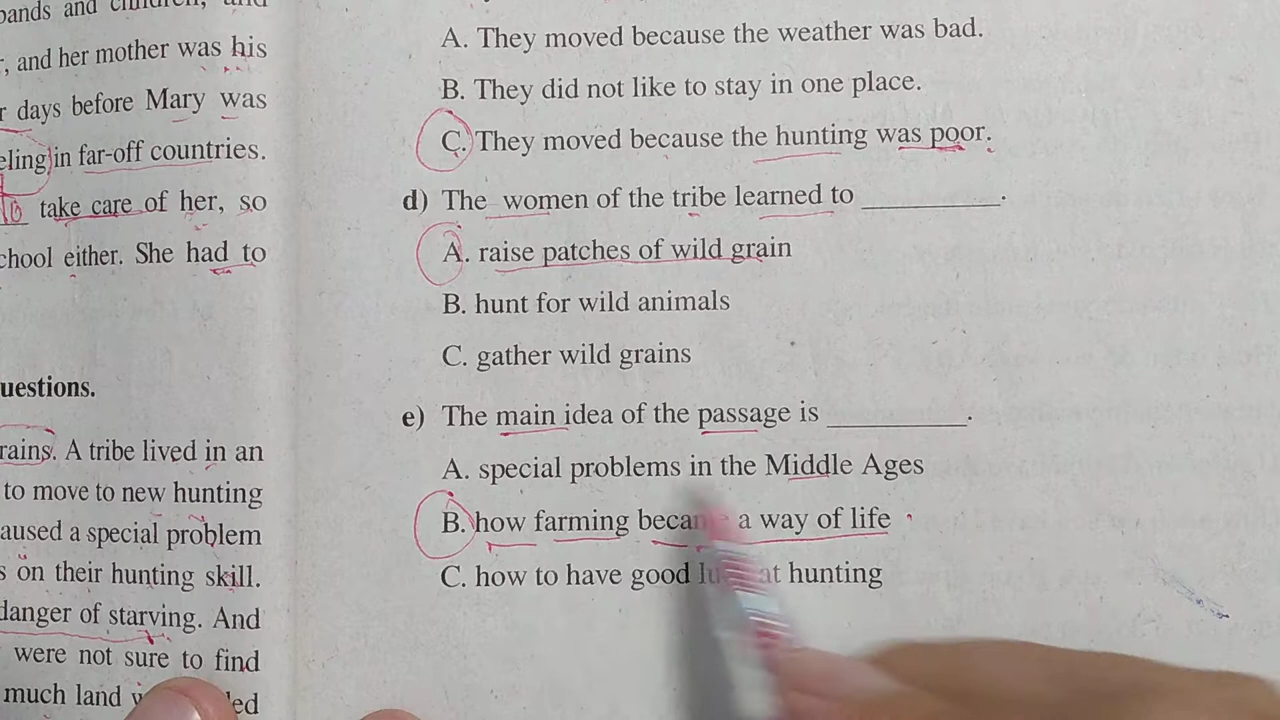 bands and children, and
, and her mother was his
r days before Mary was
eling in far-off countries.
take care of her, so
chool either. She had to
uestions.
rains. A tribe lived in an
to move to new hunting
aused a special problem
s on their hunting skill.
danger of starving. And
were not sure to find
much land
A. They moved because the weather was bad.
B. They did not like to stay in one place.
C. They moved because the hunting was poor.
d) The women of the tribe learned to __________.
A. raise patches of wild grain
B. hunt for wild animals
C. gather wild grains
e) The main idea of the passage is __________.
A. special problems in the Middle Ages
B. how farming became a way of life
C. how to have good at hunting